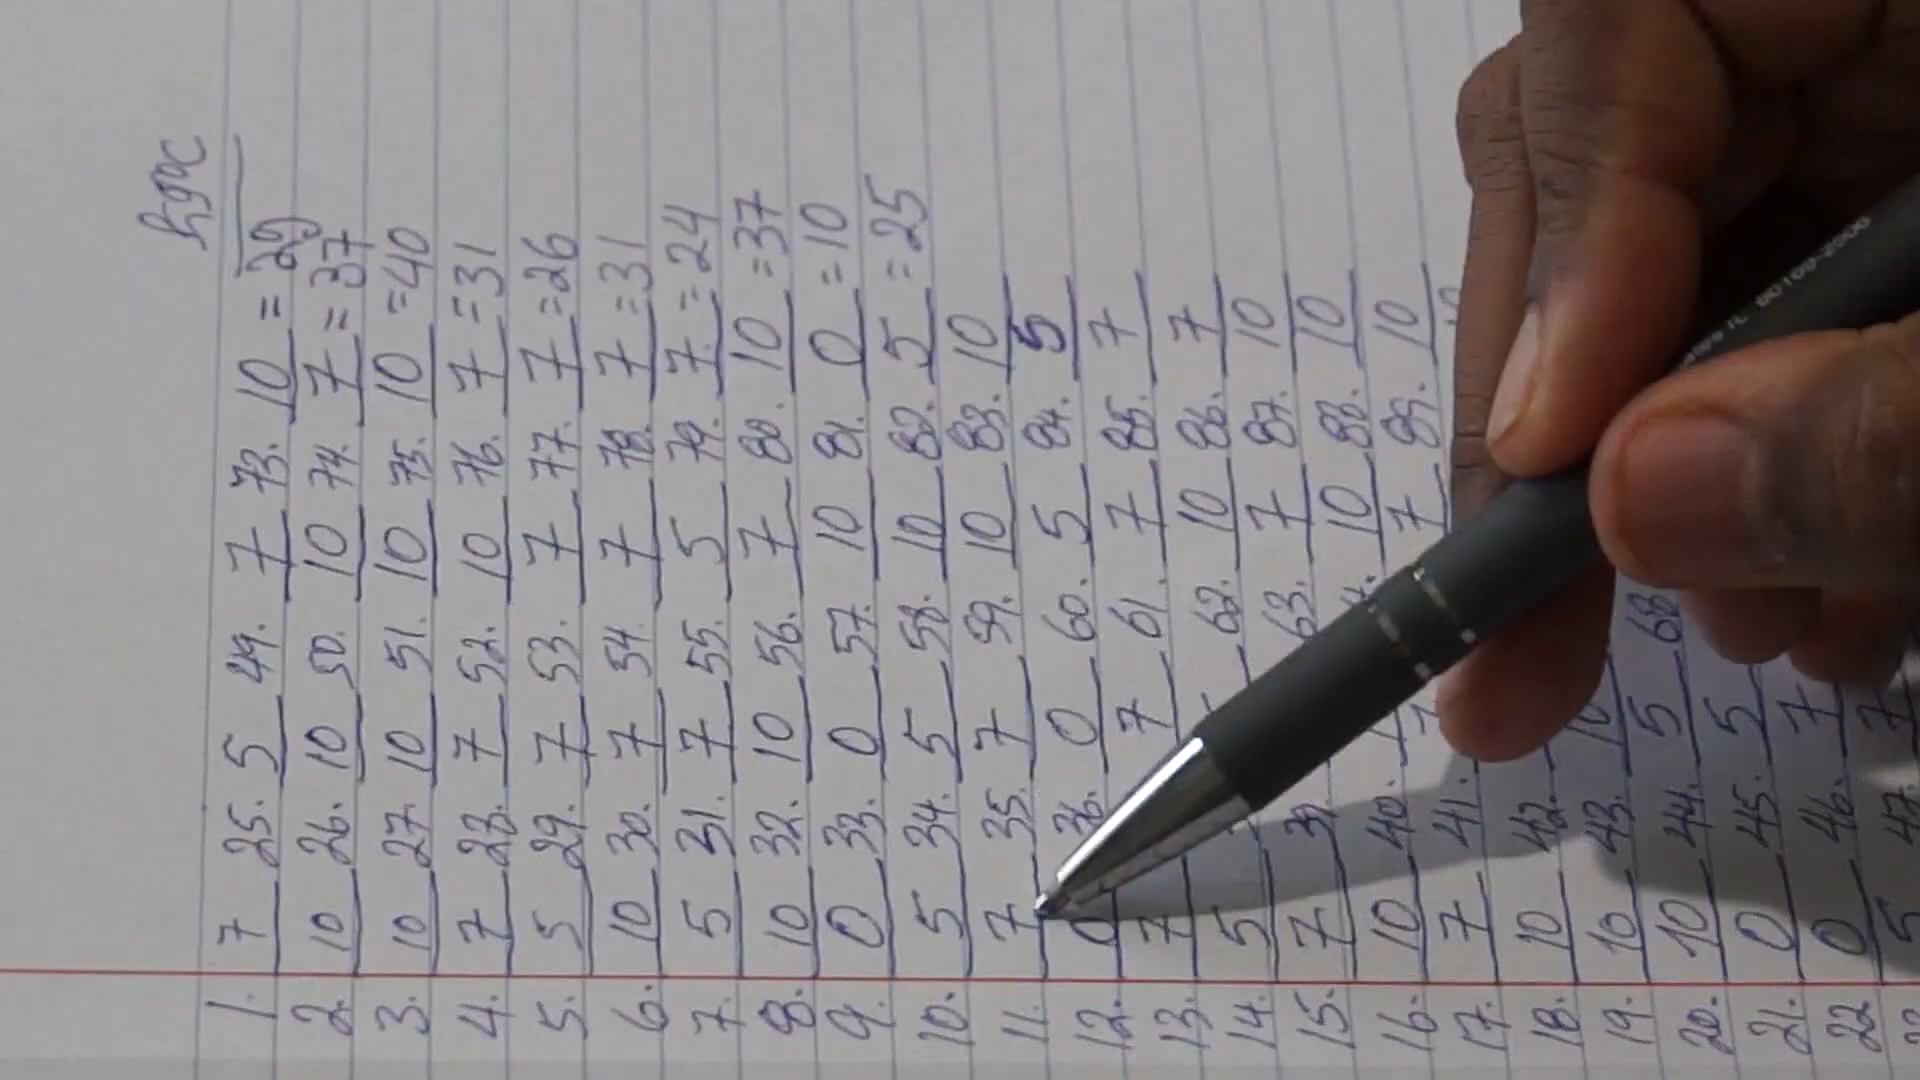 1. 7 25. 5 49. 7 73. 10 = 29
2. 10 26. 10 50. 10 74. 7 = 37
3. 10 27. 10 51. 10 75. 10 = 40
4. 7 28. 7 52. 10 76. 7 = 31
5. 5 29. 7 53. 7 77. 7 = 26
6. 10 30. 7 54. 7 78. 7 = 31
7. 5 31. 7 55. 5 79. 7 = 24
8. 10 32. 10 56. 7 80. 10 = 37
9. 0 33. 0 57. 10 81. 0 = 10
10. 5 34. 5 58. 10 82. 5 = 25
11. 7 35. 7 59. 10 83. 10
12. 0 36. 0 60. 5 84. 5
13. 7 7 61. 7 85. 7
14. 5 62. 10 86. 7
15. 7 39. 63. 7 87. 10
16. 10 40. 10 88. 10
17. 7 41. 7 7 89. 10
18. 10 42.
19. 10 43. 10
20. 10 44. 5 68
21. 0 45. 5
22. 0 46. 7
5 47. 7